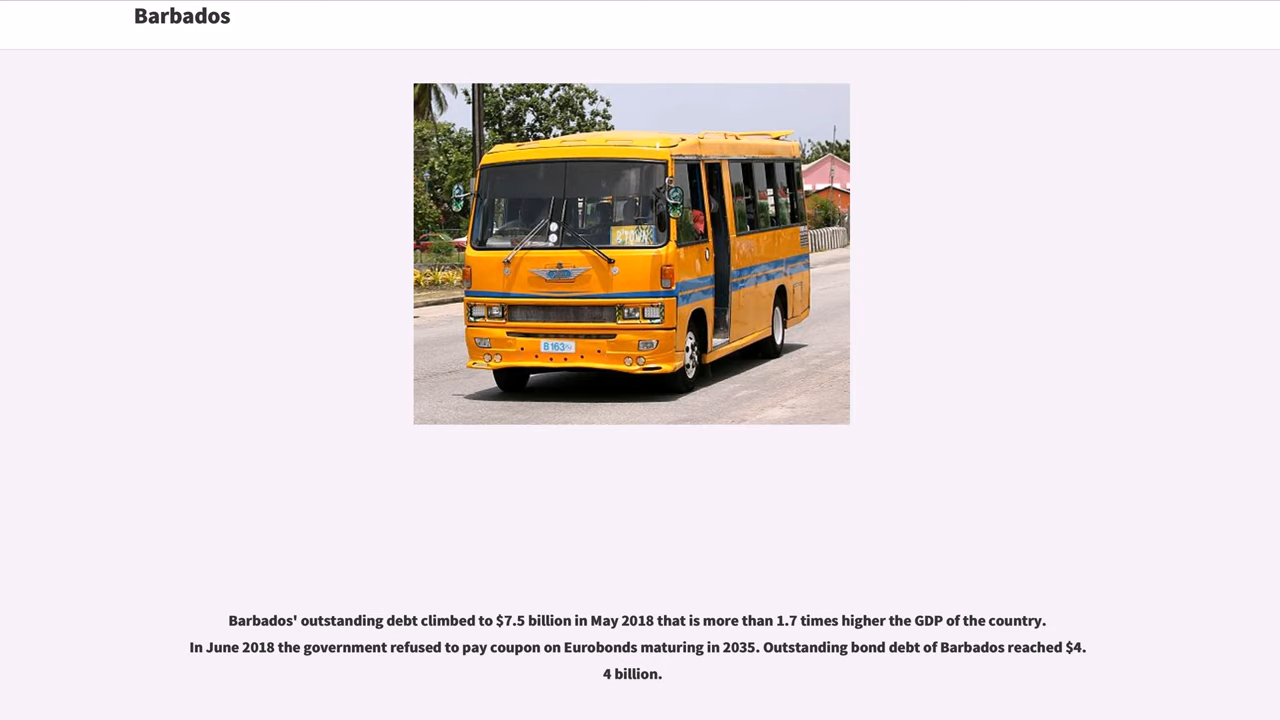 Barbados
B'TOWN
B 163
Barbados' outstanding debt climbed to $7.5 billion in May 2018 that is more than 1.7 times higher the GDP of the country.
In June 2018 the government refused to pay coupon on Eurobonds maturing in 2035. Outstanding bond debt of Barbados reached $4.
4 billion.